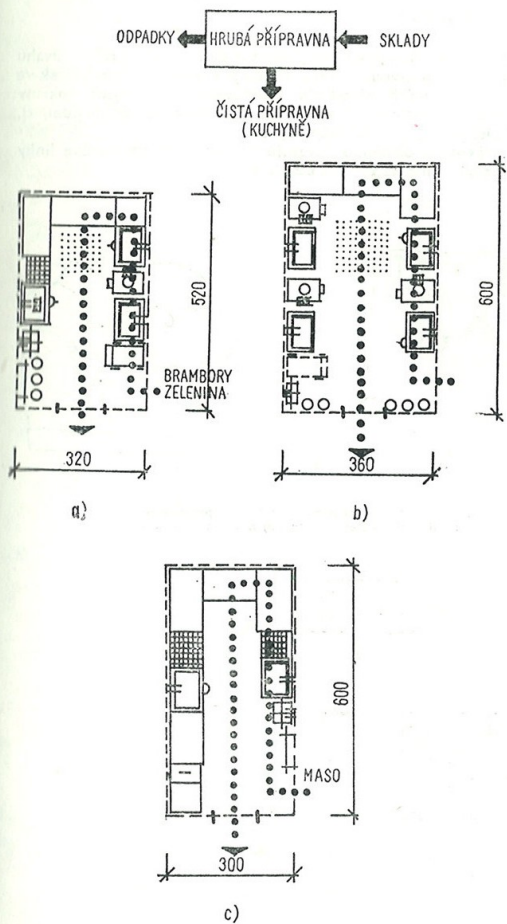 ODPADKY HRUBÁ PŘÍPRAVNA SKLADY
ČISTÁ PŘÍPRAVNA
(KUCHYNĚ)
520
600
BRAMBORY
ZELENINA
320
360
a)
b)
600
MASO
300
c)